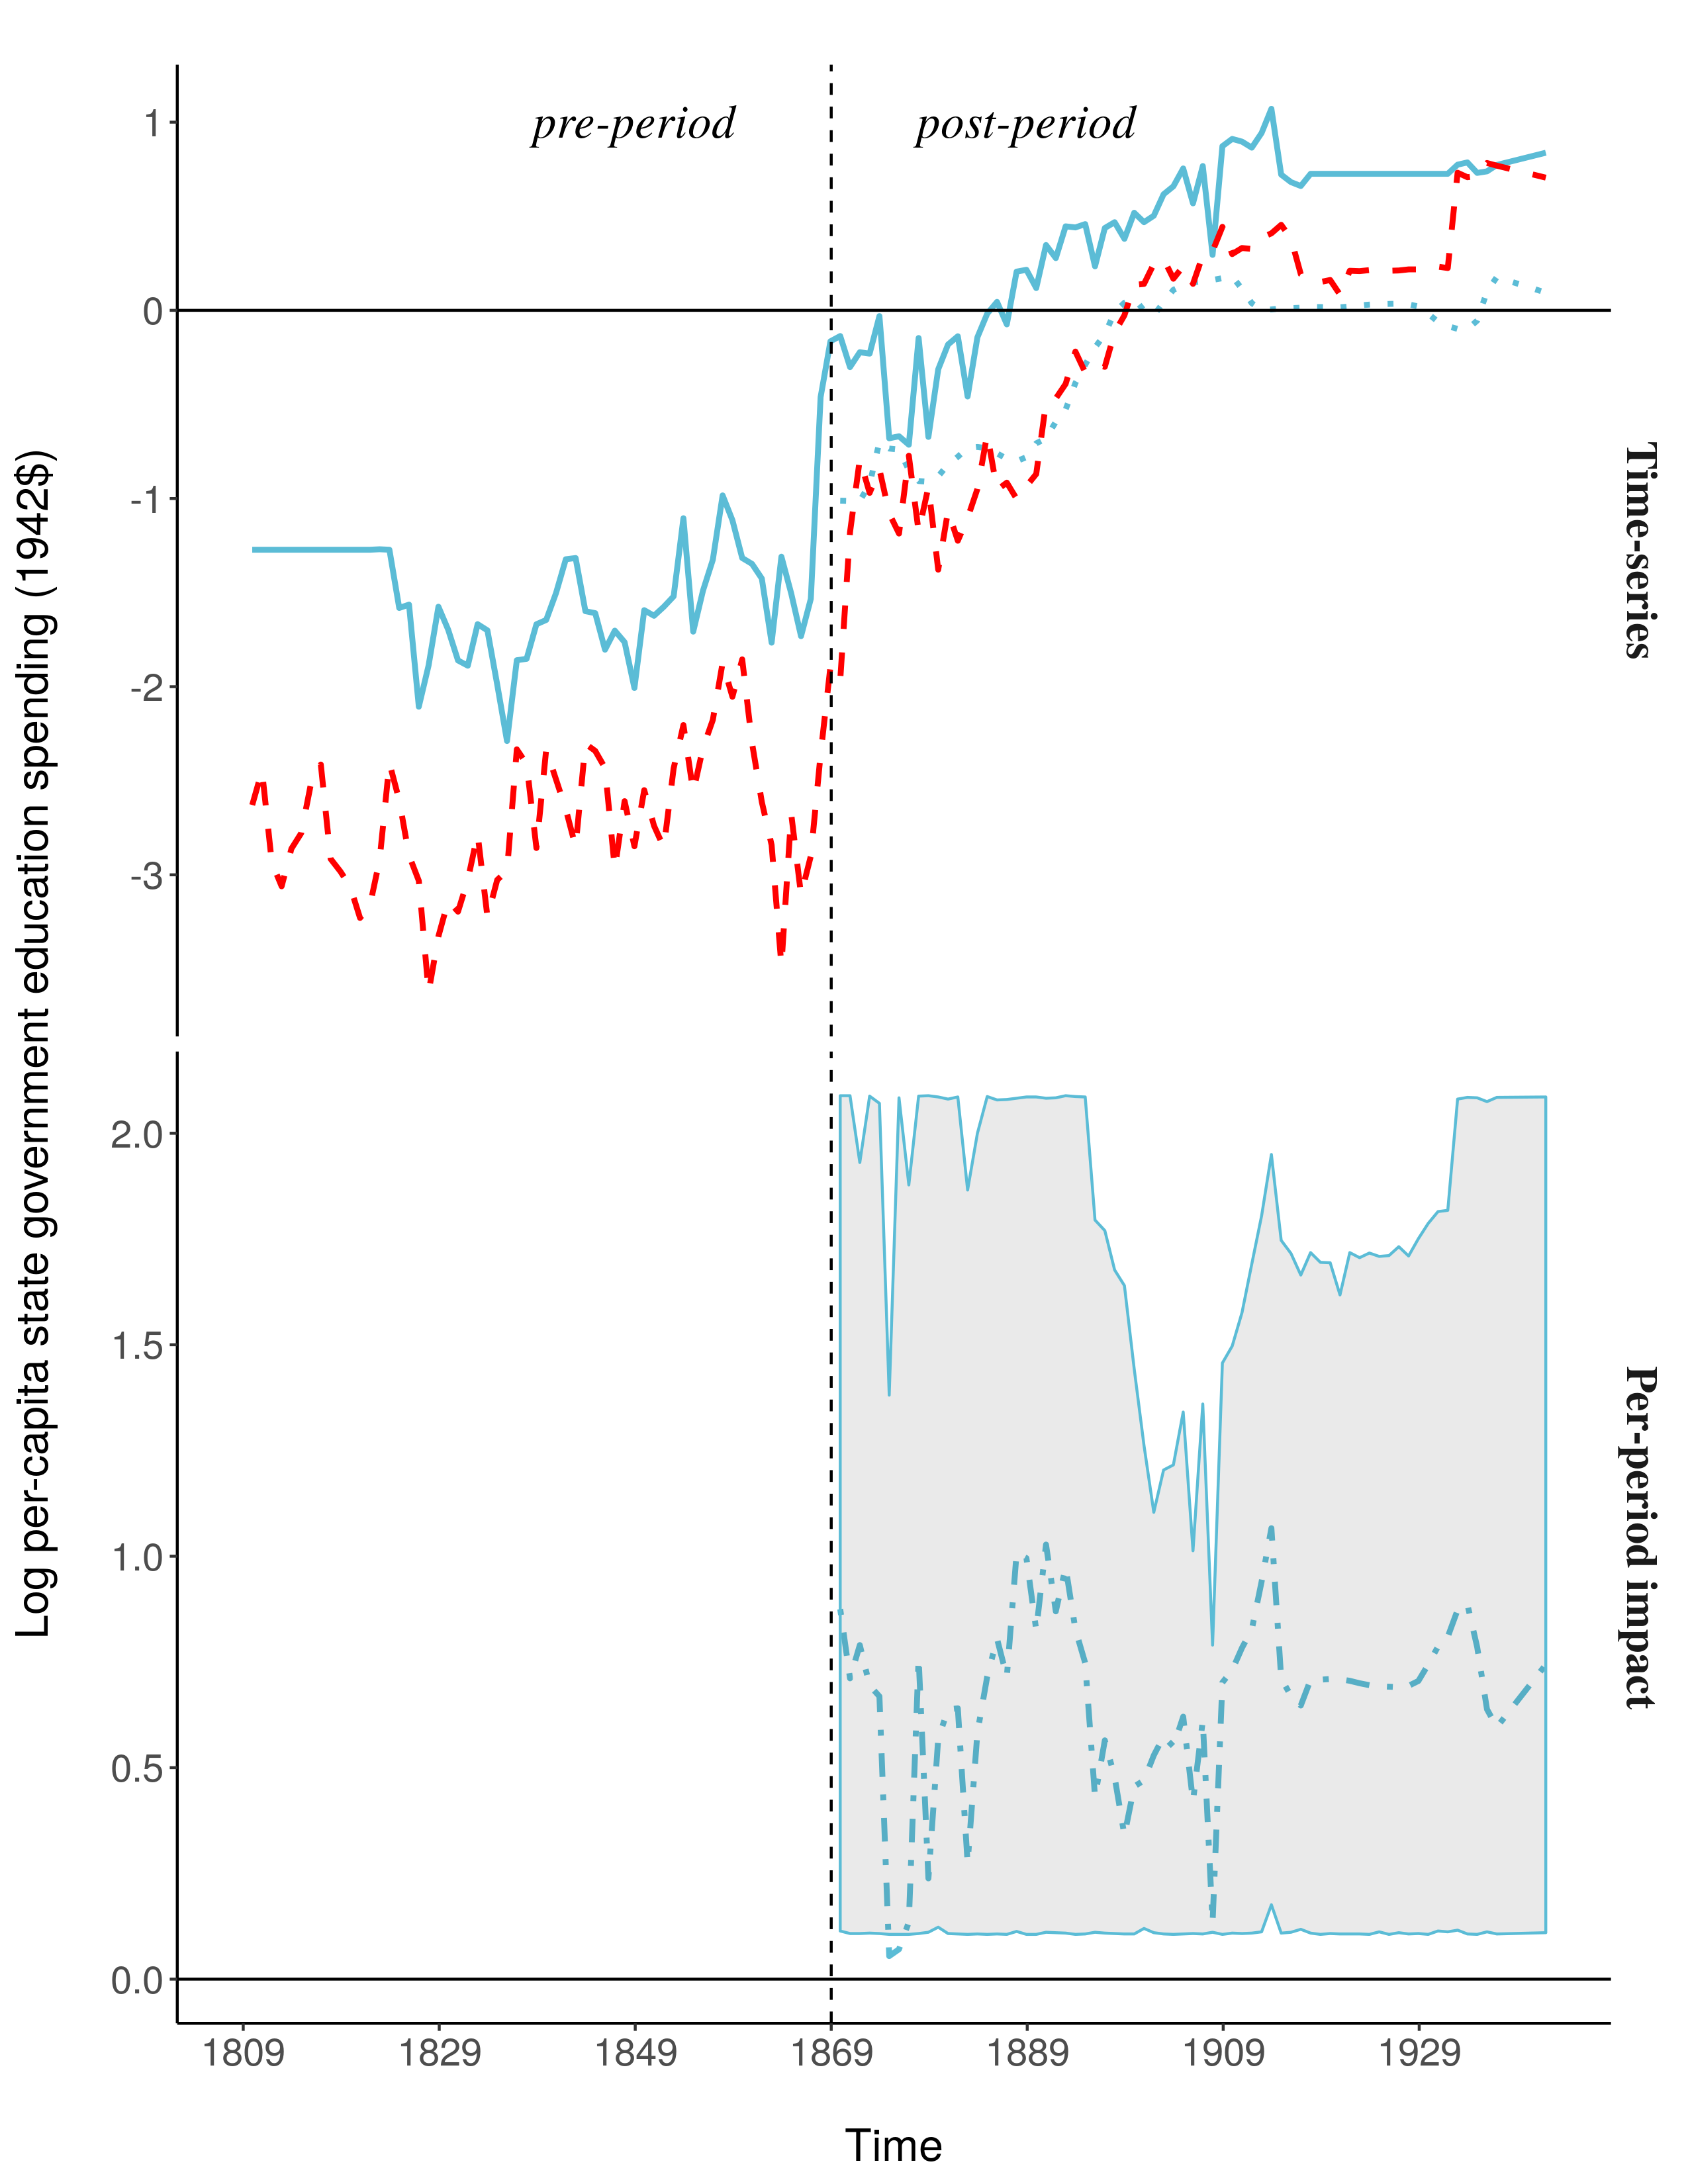 pre-period
post-period
1
0
-1
-2
-3
Time-series
Log per-capita state government education spending (1942$)
2.0
1.5
1.0
0.5
0.0
Per-period impact
1809 1829 1849 1869 1889 1909 1929
Time